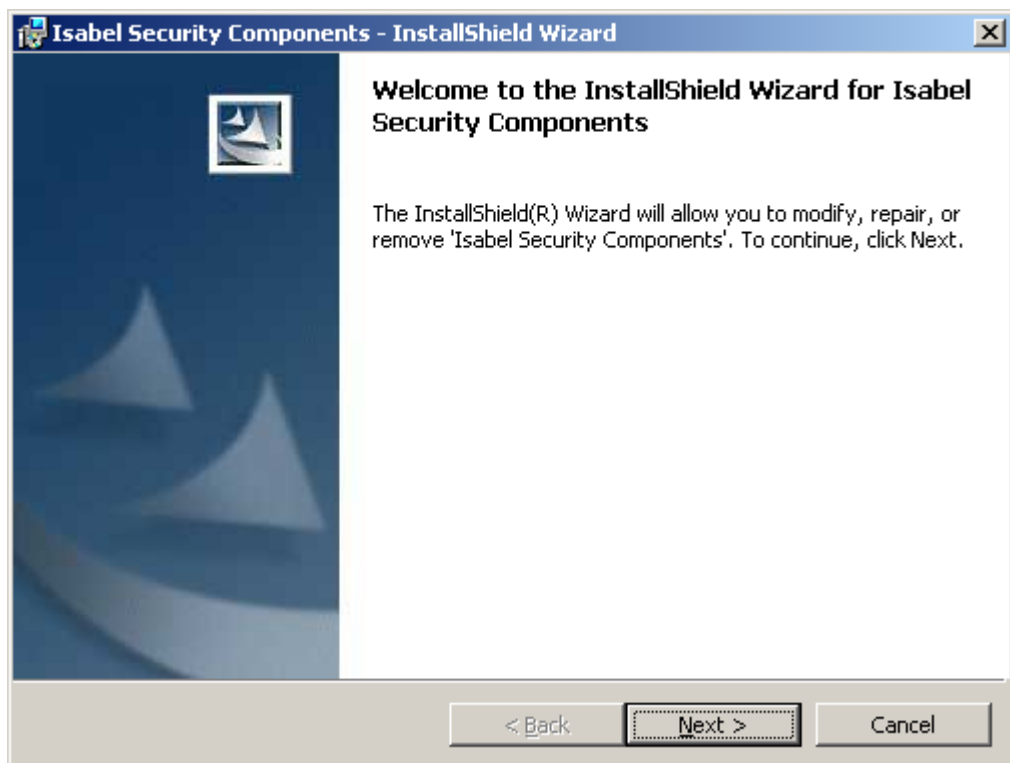 Isabel Security Components - InstallShield Wizard
Welcome to the InstallShield Wizard for Isabel
Security Components
The InstallShield(R) Wizard will allow you to modify, repair, or
remove 'Isabel Security Components'. To continue, click Next.
< Back
Next >
Cancel